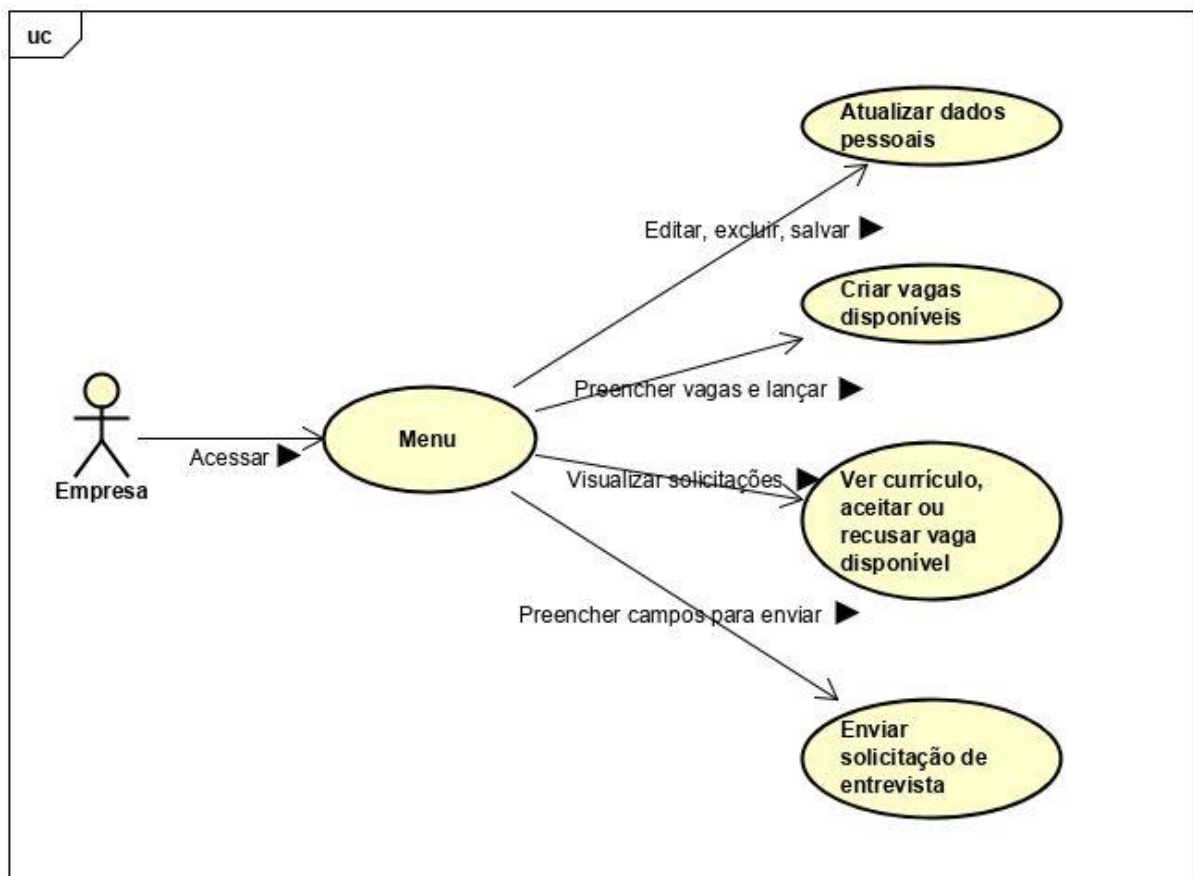 uc
Atualizar dados
pessoais
Editar, excluir, salvar
Criar vagas
disponíveis
Preencher vagas e lançar
Empresa
Acessar
Menu
Visualizar solicitações
Ver currículo,
aceitar ou
recusar vaga
disponível
Preencher campos para enviar
Enviar
solicitação de
entrevista